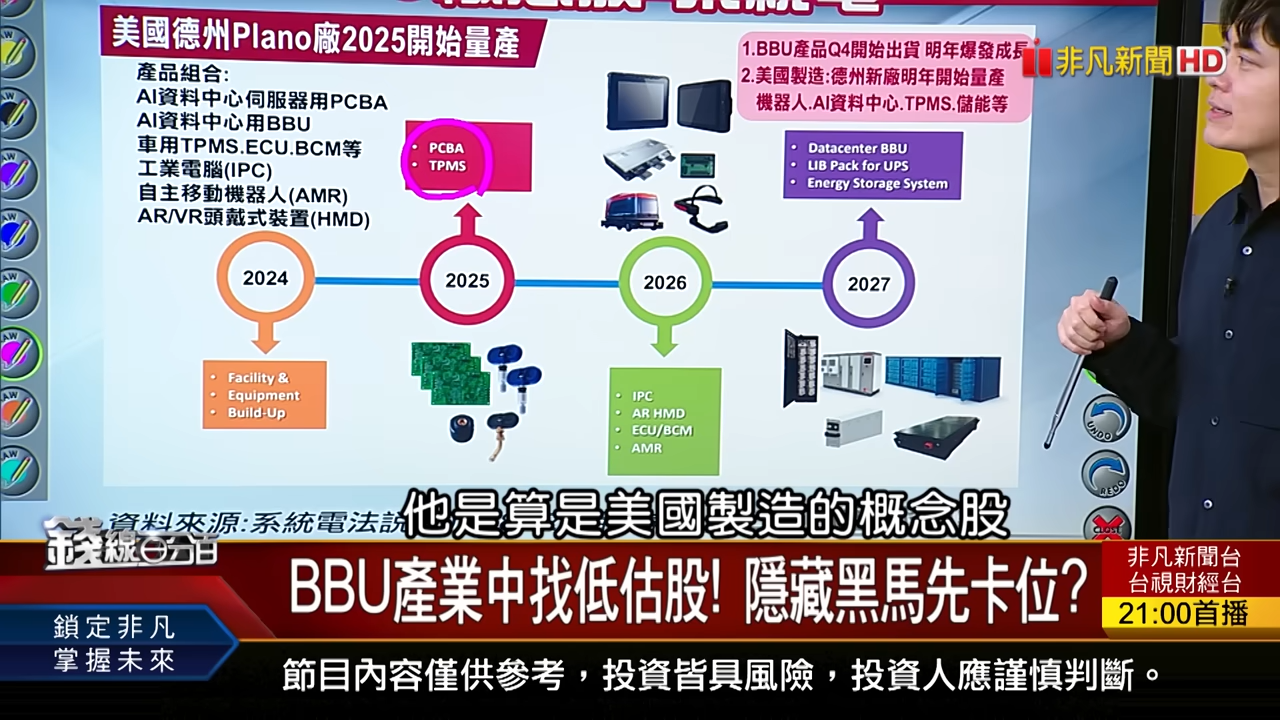 美國德州Plano廠2025開始量產
產品組合:
AI資料中心伺服器用PCBA
AI資料中心用BBU
車用TPMS.ECU.BCM等
工業電腦(IPC)
自主移動機器人(AMR)
AR/VR頭戴式裝置(HMD)
1.BBU產品Q4開始出貨 明年爆發成長
2.美國製造:德州新廠明年開始量產
機器人.AI資料中心.TPMS.儲能等
非凡新聞HD
• PCBA
• TPMS
• Datacenter BBU
• LIB Pack for UPS
• Energy Storage System
2024
2025
2026
2027
• Facility &
Equipment
• Build-Up
• IPC
• AR HMD
• ECU/BCM
• AMR
UNDO
REDO
資料來源:系統電法說
他是算是美國製造的概念股
錢線百分百
BBU產業中找低估股! 隱藏黑馬先卡位?
非凡新聞台
台視財經台
21:00首播
鎖定非凡
掌握未來
節目內容僅供參考，投資皆具風險，投資人應謹慎判斷。